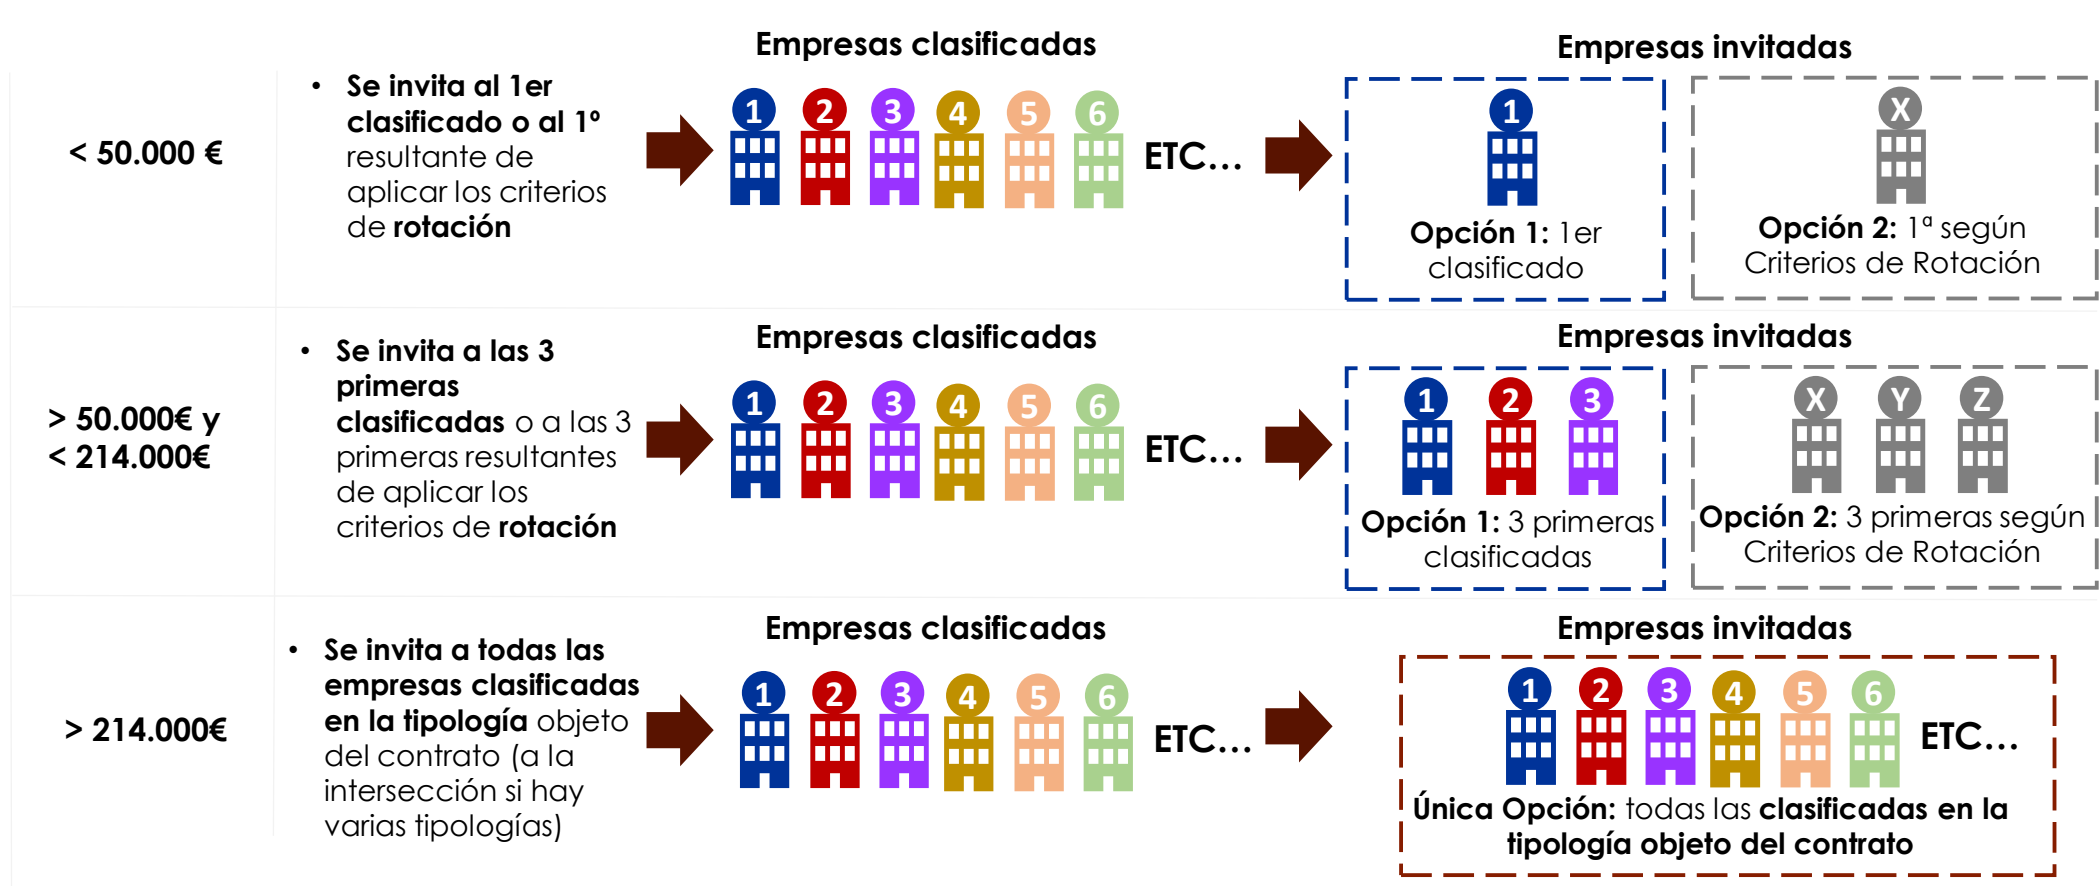 < 50.000 €
• Se invita al 1er
clasificado o al 1º
resultante de
aplicar los criterios
de rotación
Empresas clasificadas
1 2 3 4 5 6
ETC...
Empresas invitadas
1
Opción 1: 1er
clasificado
X
Opción 2: 1ª según
Criterios de Rotación
> 50.000€ y
< 214.000€
• Se invita a las 3
primeras
clasificadas o a las 3
primeras resultantes
de aplicar los
criterios de rotación
Empresas clasificadas
1 2 3 4 5 6
ETC...
Empresas invitadas
1 2 3
Opción 1: 3 primeras
clasificadas
X Y Z
Opción 2: 3 primeras según
Criterios de Rotación
> 214.000€
• Se invita a todas las
empresas clasificadas
en la tipología objeto
del contrato (a la
intersección si hay
varias tipologías)
Empresas clasificadas
1 2 3 4 5 6
ETC...
Empresas invitadas
1 2 3 4 5 6
ETC...
Única Opción: todas las clasificadas en la
tipología objeto del contrato